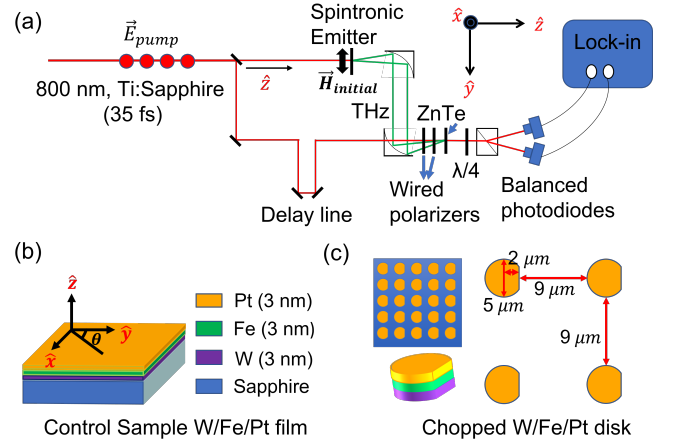 (a)
E⃗pump
800 nm, Ti:Sapphire
(35 fs)
ẑ
Spintronic
Emitter
H⃗initial
THz
Delay line
x̂
ẑ
ŷ
ZnTe
λ/4
Wired
polarizers
Balanced
photodiodes
Lock-in
(b)
ẑ
ŷ
θ
x̂
Pt (3 nm)
Fe (3 nm)
W (3 nm)
Sapphire
Control Sample W/Fe/Pt film
(c)
2 μm
5 μm
9 μm
9 μm
Chopped W/Fe/Pt disk